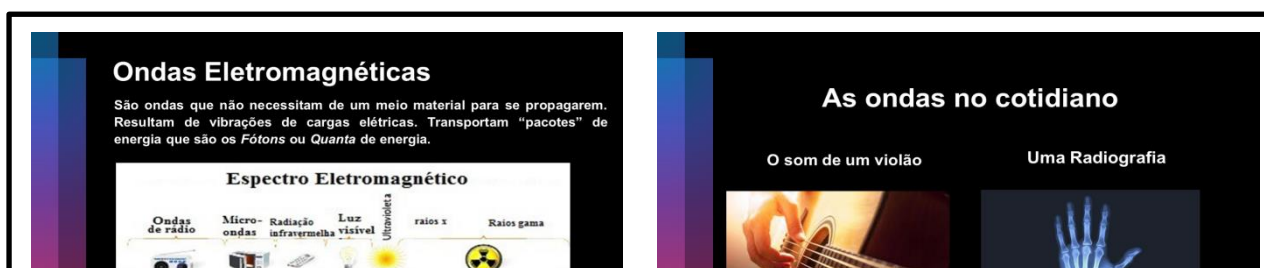 Ondas Eletromagnéticas
São ondas que não necessitam de um meio material para se propagarem.
Resultam de vibrações de cargas elétricas. Transportam “pacotes” de
energia que são os Fótons ou Quanta de energia.
Espectro Eletromagnético
Ondas
de rádio
Micro-
ondas
Radiação
infravermelha
Luz
visível
Ultravioleta
raios x
Raios gama
As ondas no cotidiano
O som de um violão
Uma Radiografia